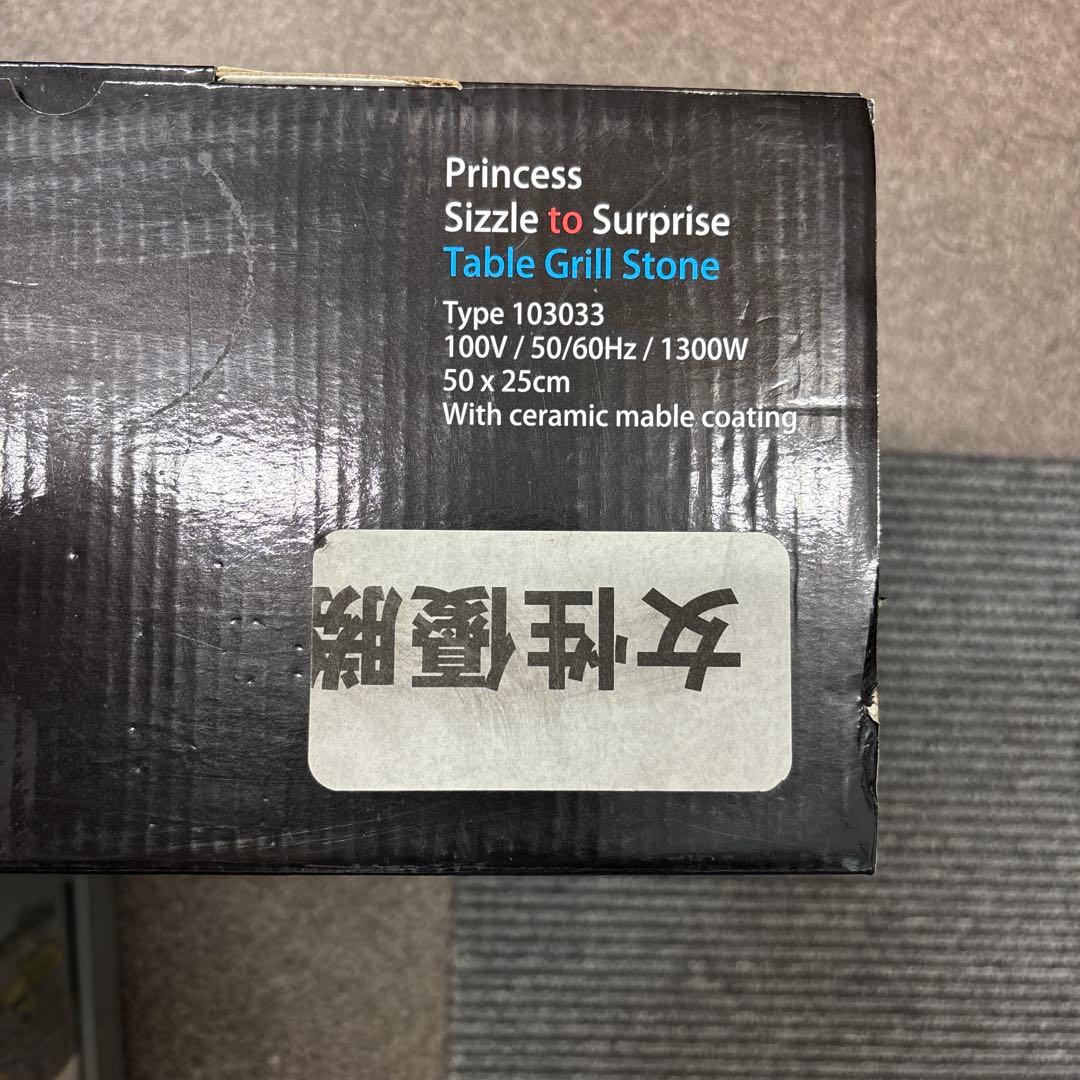 Princess
Sizzle to Surprise
Table Grill Stone
Type 103033
100V / 50/60Hz / 1300W
50 x 25cm
With ceramic mable coating
女性優勝